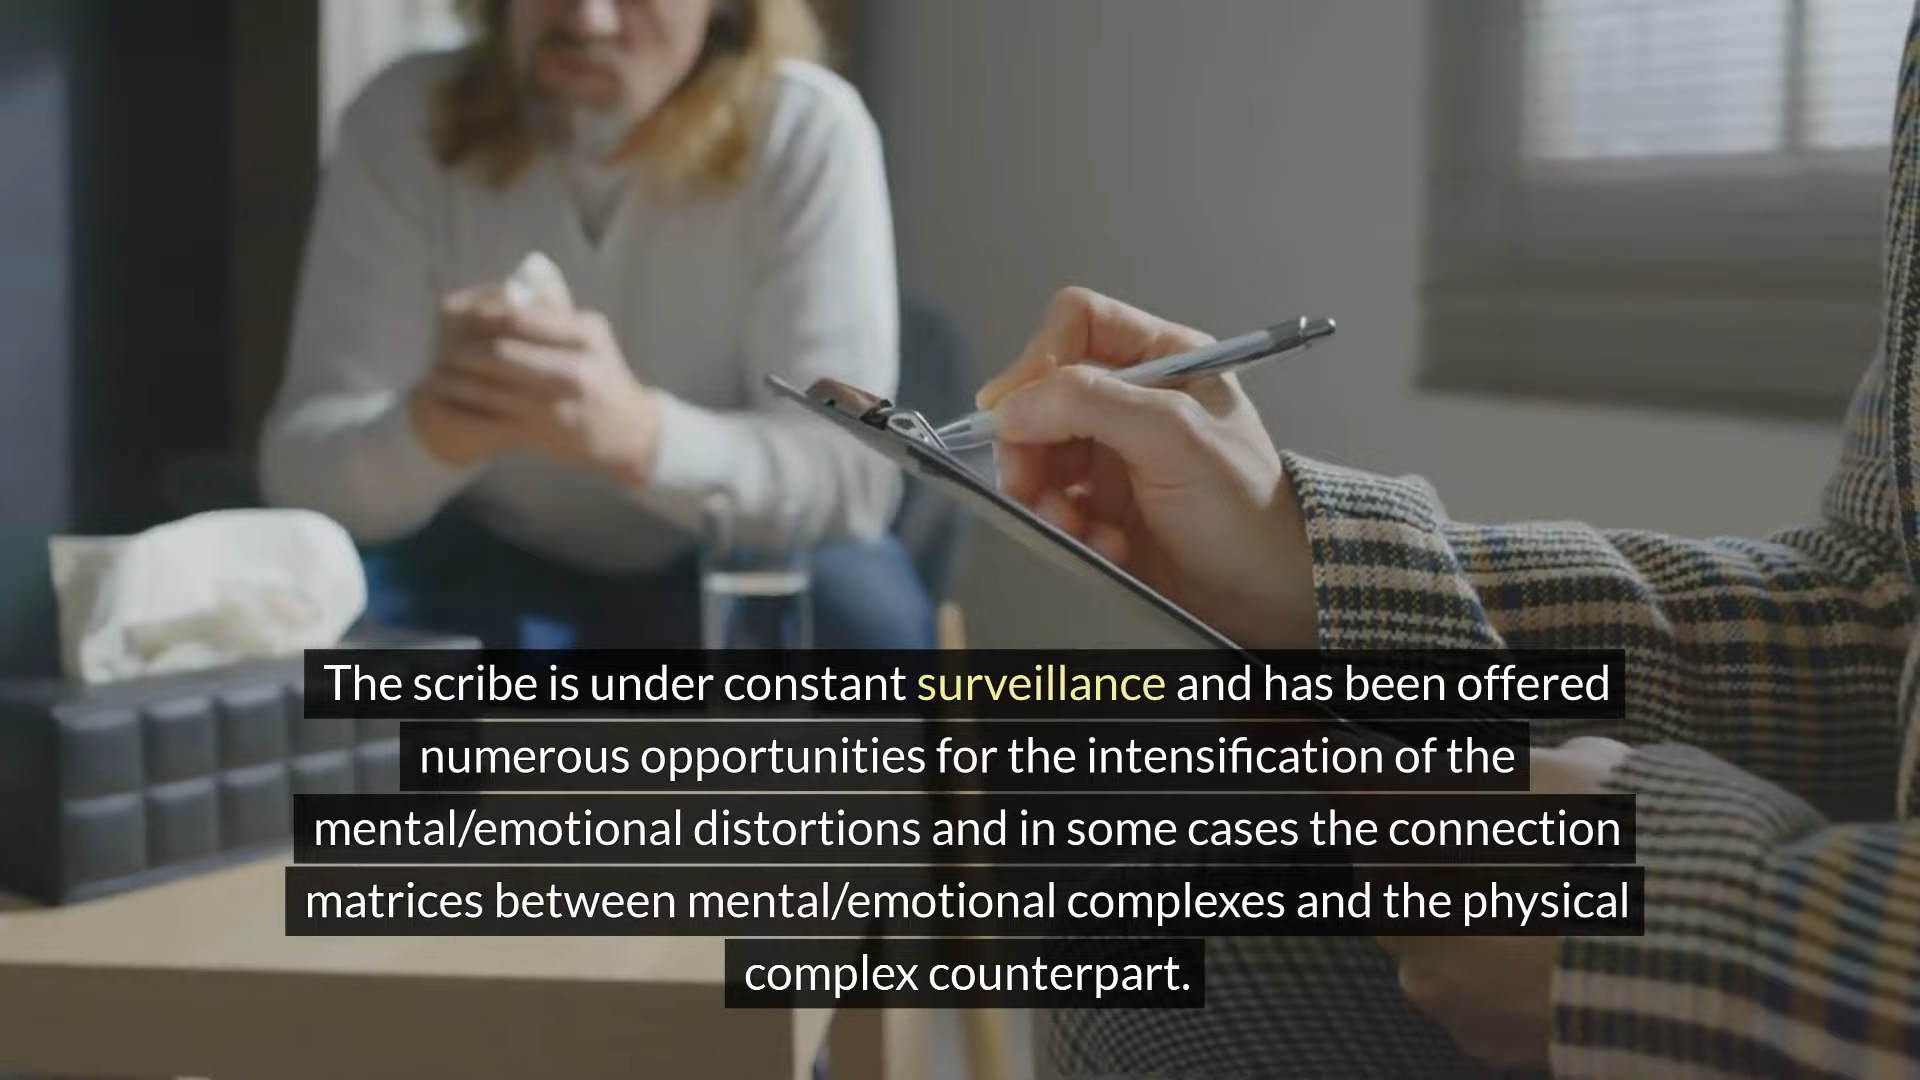 The scribe is under constant surveillance and has been offered
numerous opportunities for the intensification of the
mental/emotional distortions and in some cases the connection
matrices between mental/emotional complexes and the physical
complex counterpart.